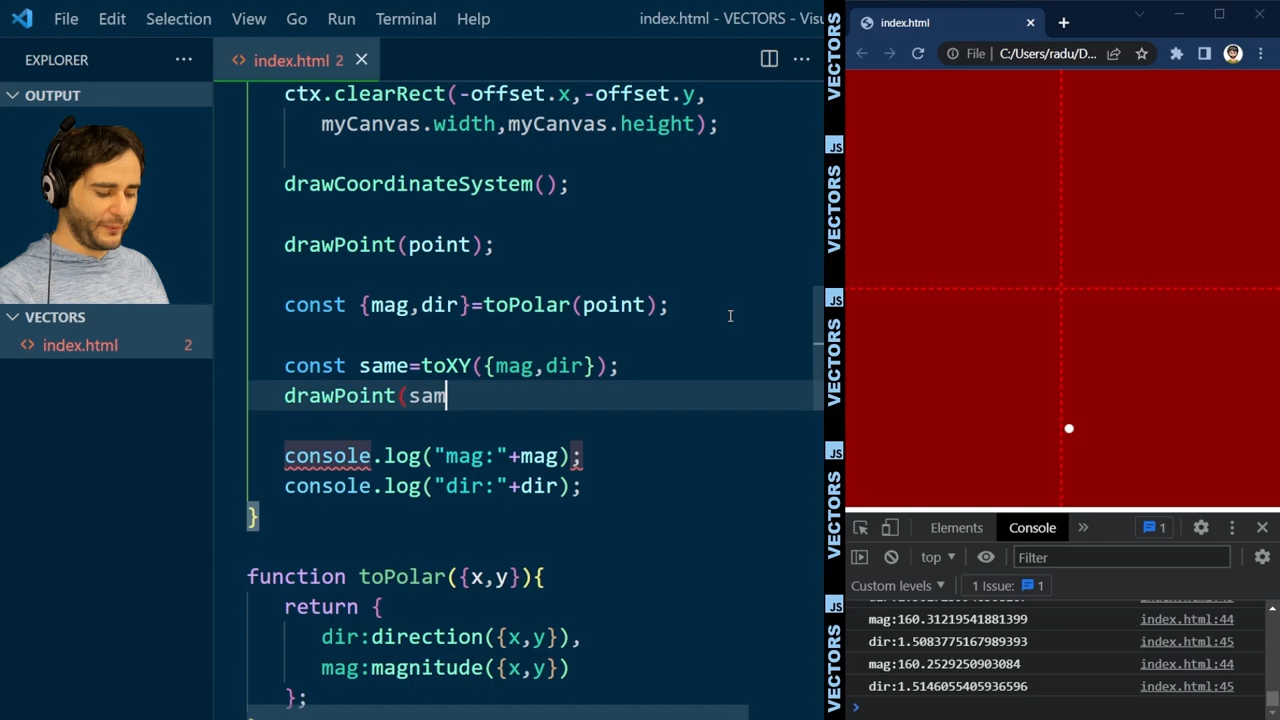 File Edit Selection View Go Run Terminal Help index.html - VECTORS - Visu
EXPLORER
index.html 2
OUTPUT
VECTORS
index.html 2
ctx.clearRect(-offset.x,-offset.y,
myCanvas.width,myCanvas.height);
drawCoordinateSystem();
drawPoint(point);
const {mag,dir}=toPolar(point);
const same=toXY({mag,dir});
drawPoint(sam
console.log("mag:"+mag);
console.log("dir:"+dir);
}
function toPolar({x,y}){
return {
dir:direction({x,y}),
mag:magnitude({x,y})
};
VECTORS
JS
VECTORS
JS
VECTORS
JS
VECTORS
JS
VECTORS
index.html
File C:/Users/radu/D...
Elements Console 1
top Filter
Custom levels 1 Issue: 1
mag:160.31219541881399 index.html:44
dir:1.5083775167989393 index.html:45
mag:160.2529250903084 index.html:44
dir:1.5146055405936596 index.html:45